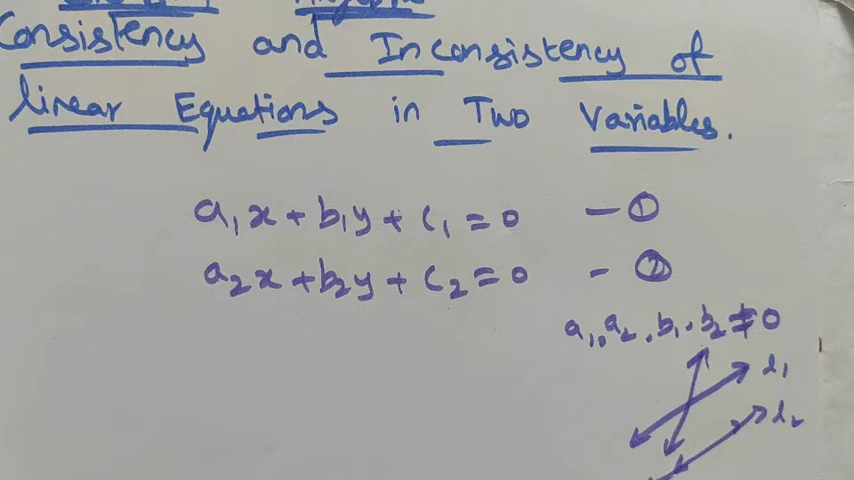 Consistency and Inconsistency of
linear Equations in Two Variables.
a₁x + b₁y + c₁ = 0 — ①
a₂x + b₂y + c₂ = 0 - ②
a₁, a₂, b₁, b₂ ≠ 0
l₁
l₂